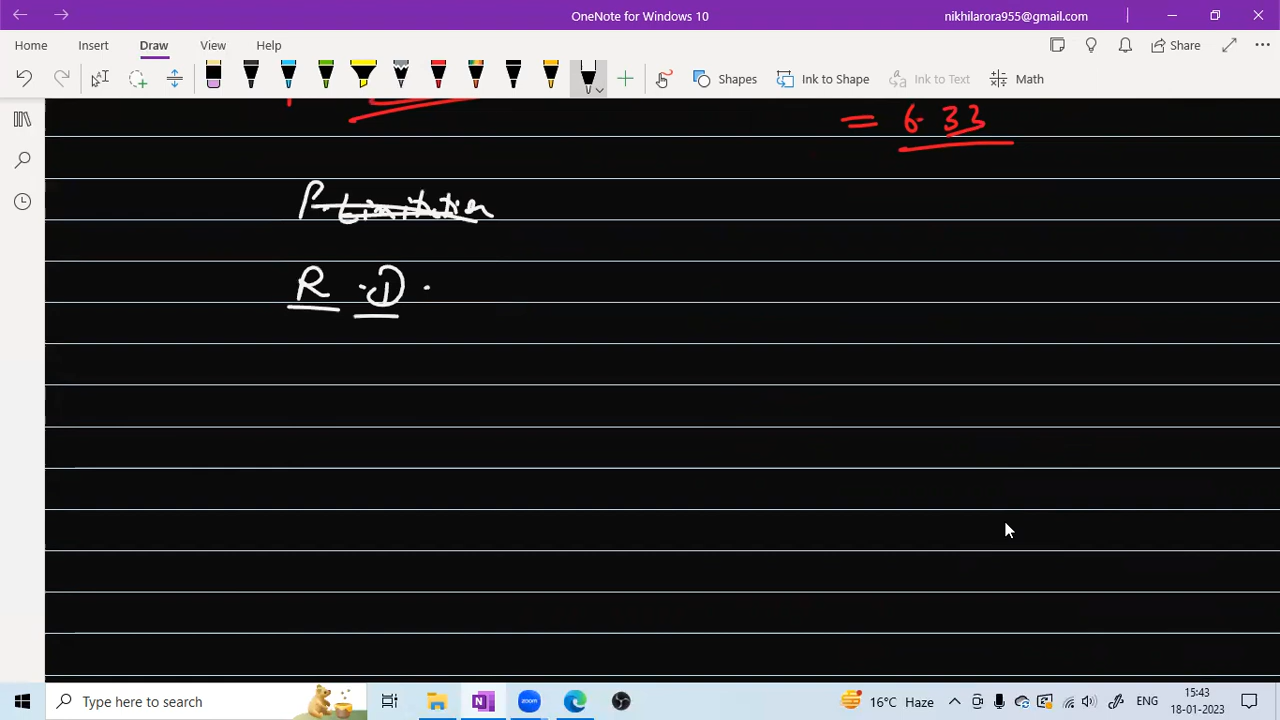 OneNote for Windows 10
nikhilarora955@gmail.com
Home Insert Draw View Help
Share
Shapes Ink to Shape Ink to Text Math
= 6.33
P. Limitation
R. D.
Type here to search
16°C Haze
ENG
15:43
18-01-2023